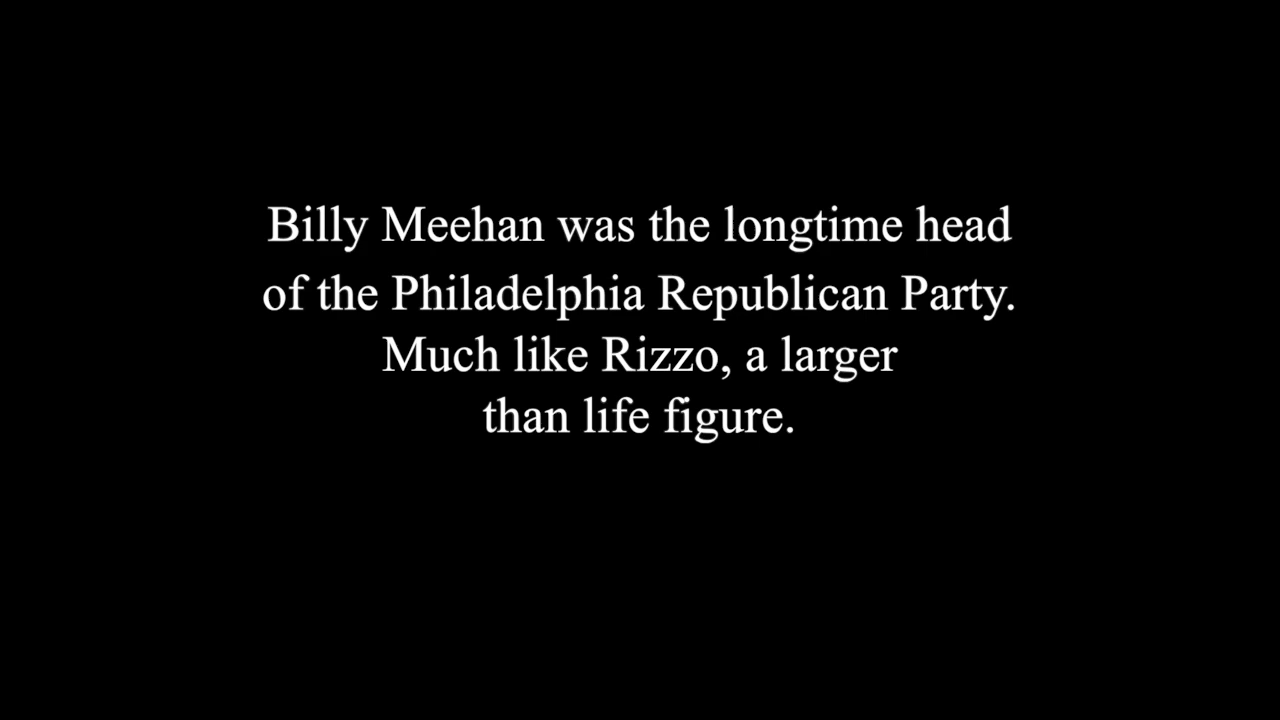 Billy Meehan was the longtime head
of the Philadelphia Republican Party.
Much like Rizzo, a larger
than life figure.